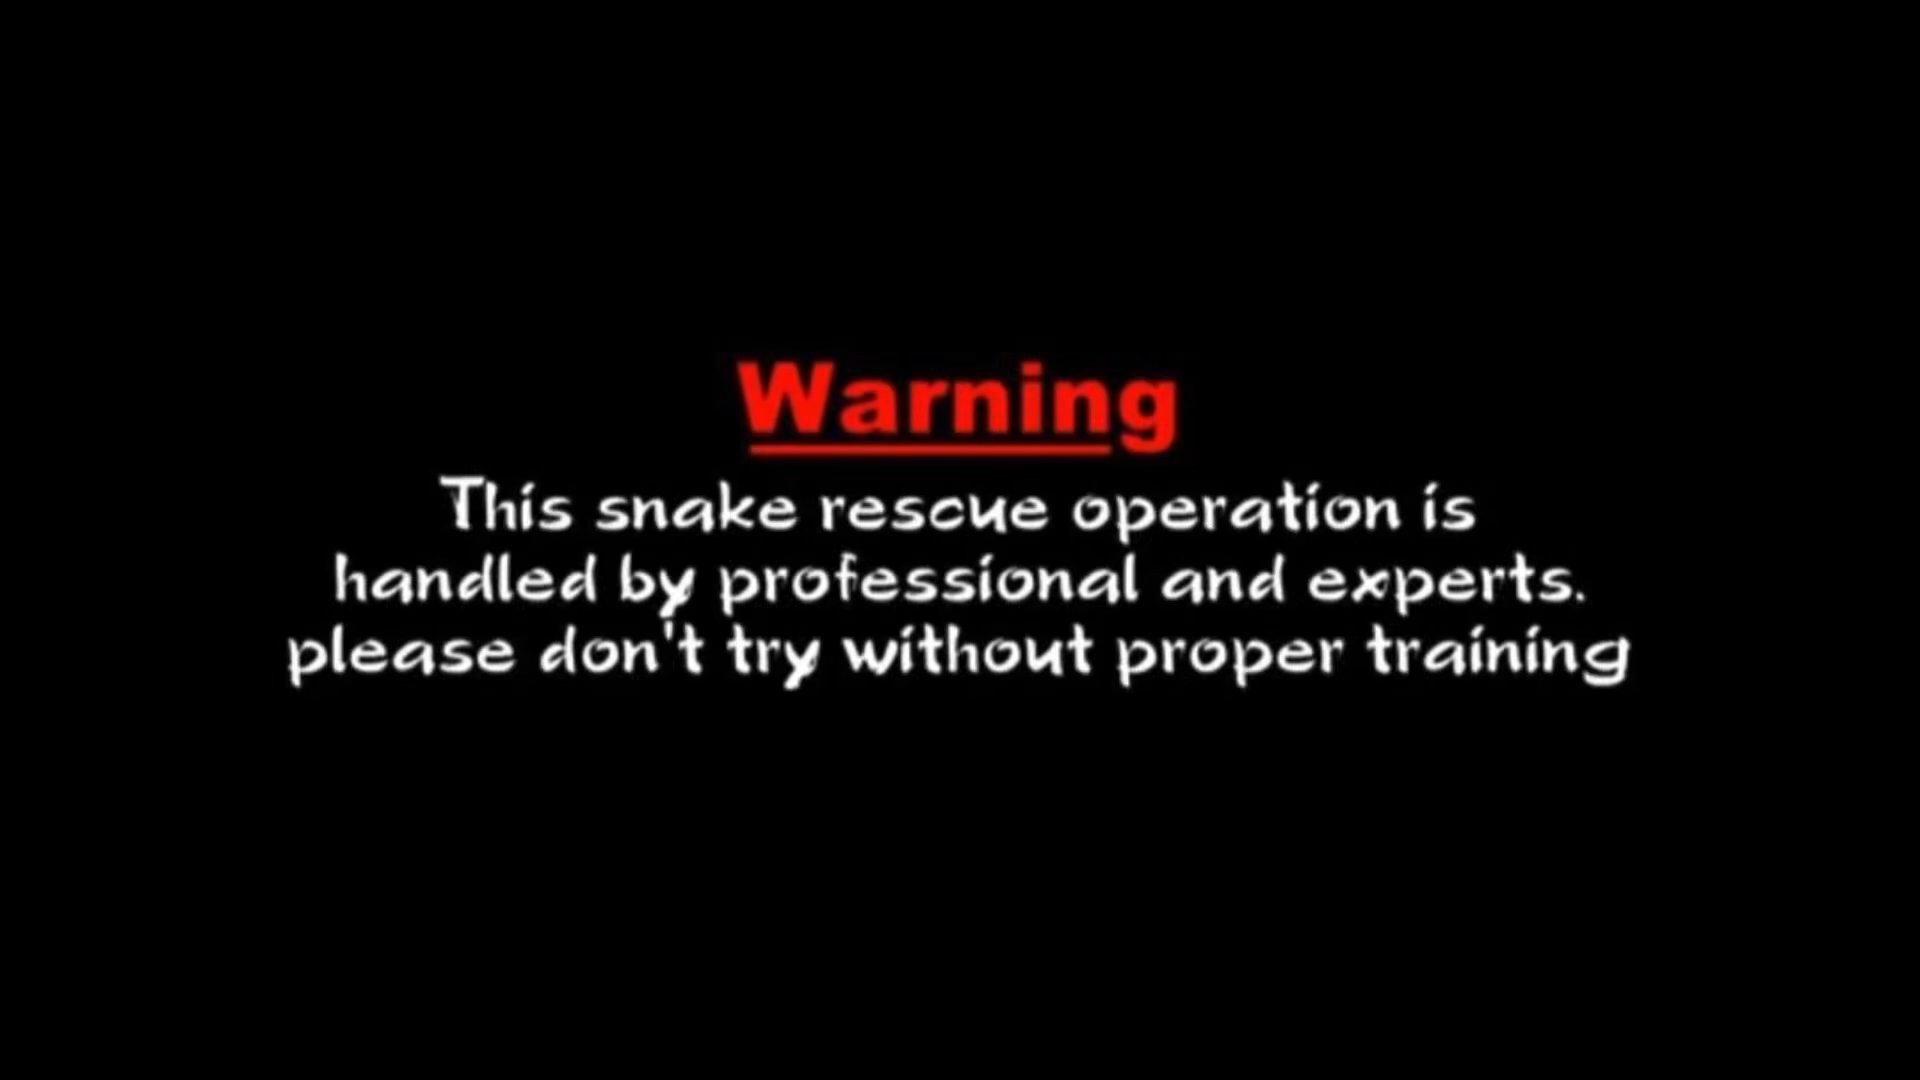 Warning
This snake rescue operation is
handled by professional and experts.
please don't try without proper training